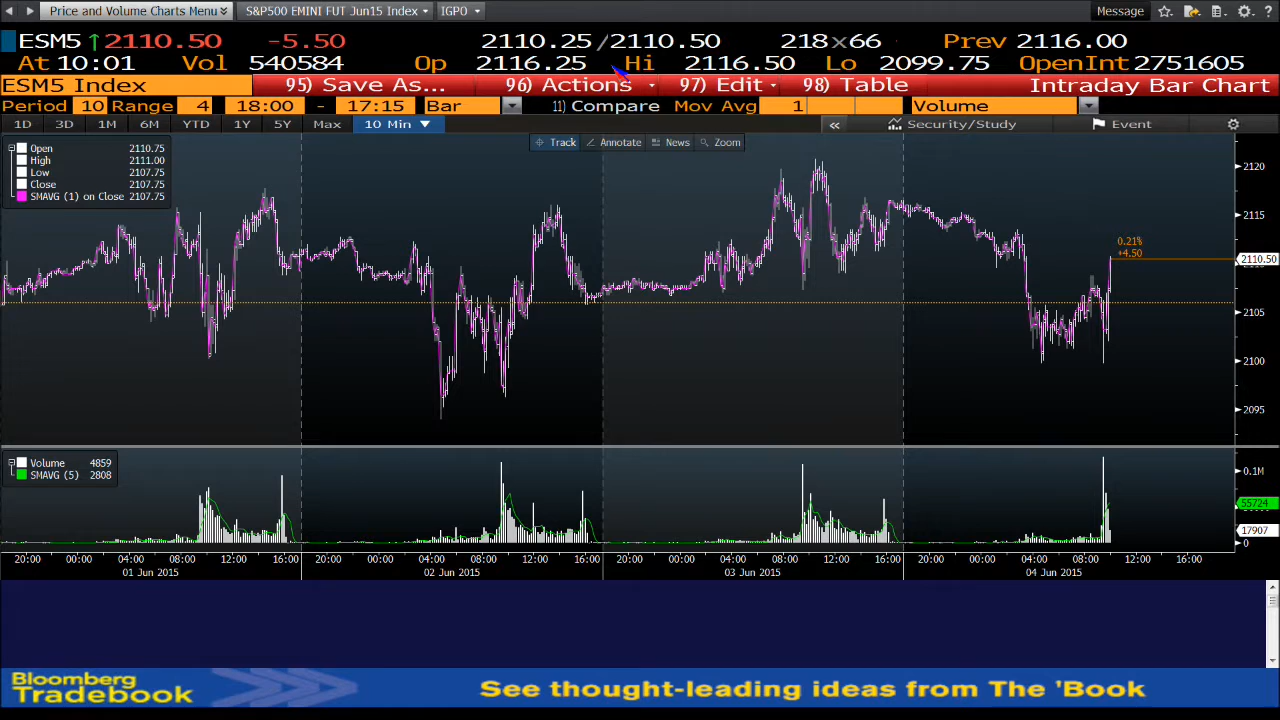 Price and Volume Charts Menu S&P500 EMINI FUT Jun15 Index IGPO Message ?
ESM5 ↑2110.50 -5.50 2110.25/2110.50 218x66 Prev 2116.00
At 10:01 Vol 540584 Op 2116.25 Hi 2116.50 Lo 2099.75 OpenInt 2751605
ESM5 Index 95) Save As... 96) Actions 97) Edit 98) Table Intraday Bar Chart
Period 10 Range 4 18:00 - 17:15 Bar 11) Compare Mov Avg 1 Volume
1D 3D 1M 6M YTD 1Y 5Y Max 10 Min ▼ « Security/Study Event
Track Annotate News Zoom
Open 2110.75
High 2111.00
Low 2107.75
Close 2107.75
SMAVG (1) on Close 2107.75
2120
2115
0.21%
+4.50
2110.50
2105
2100
2095
Volume 4859
SMAVG (5) 2808
0.1M
55724
17907
0
20:00 00:00 04:00 08:00 12:00 16:00 20:00 00:00 04:00 08:00 12:00 16:00 20:00 00:00 04:00 08:00 12:00 16:00 20:00 00:00 04:00 08:00 12:00 16:00
01 Jun 2015 02 Jun 2015 03 Jun 2015 04 Jun 2015
Bloomberg
Tradebook
See thought-leading ideas from The 'Book